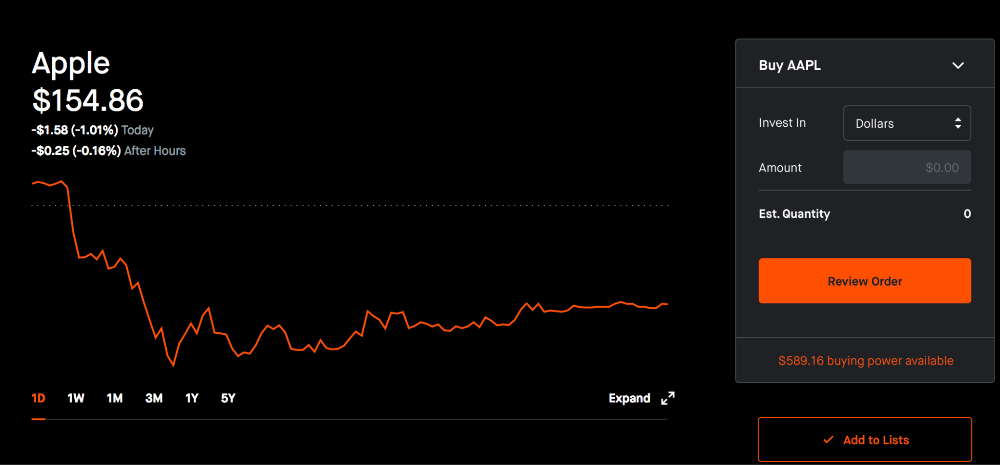 Apple
$154.86
-$1.58 (-1.01%) Today
-$0.25 (-0.16%) After Hours
1D 1W 1M 3M 1Y 5Y Expand
Buy AAPL
Invest In Dollars
Amount $0.00
Est. Quantity 0
Review Order
$589.16 buying power available
Add to Lists